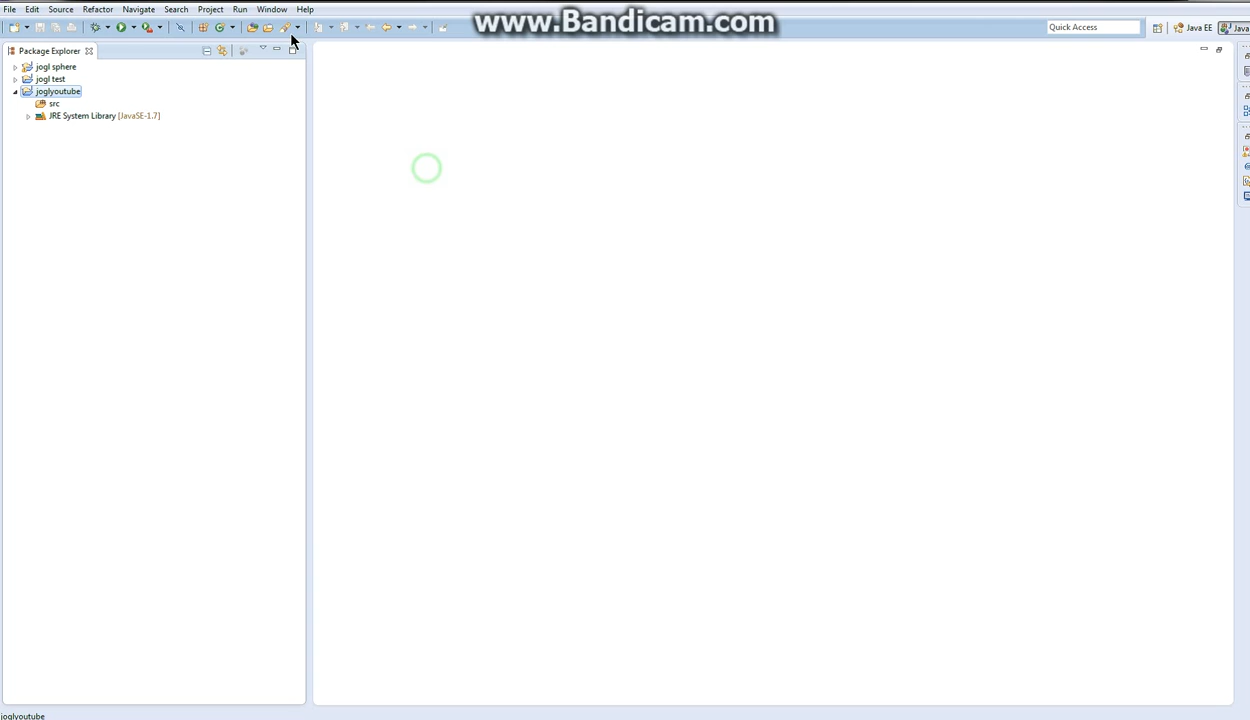 File Edit Source Refactor Navigate Search Project Run Window Help
www.Bandicam.com
Quick Access
Java EE
Java
Package Explorer
jogl sphere
jogl test
joglyoutube
src
JRE System Library [JavaSE-1.7]
joglyoutube